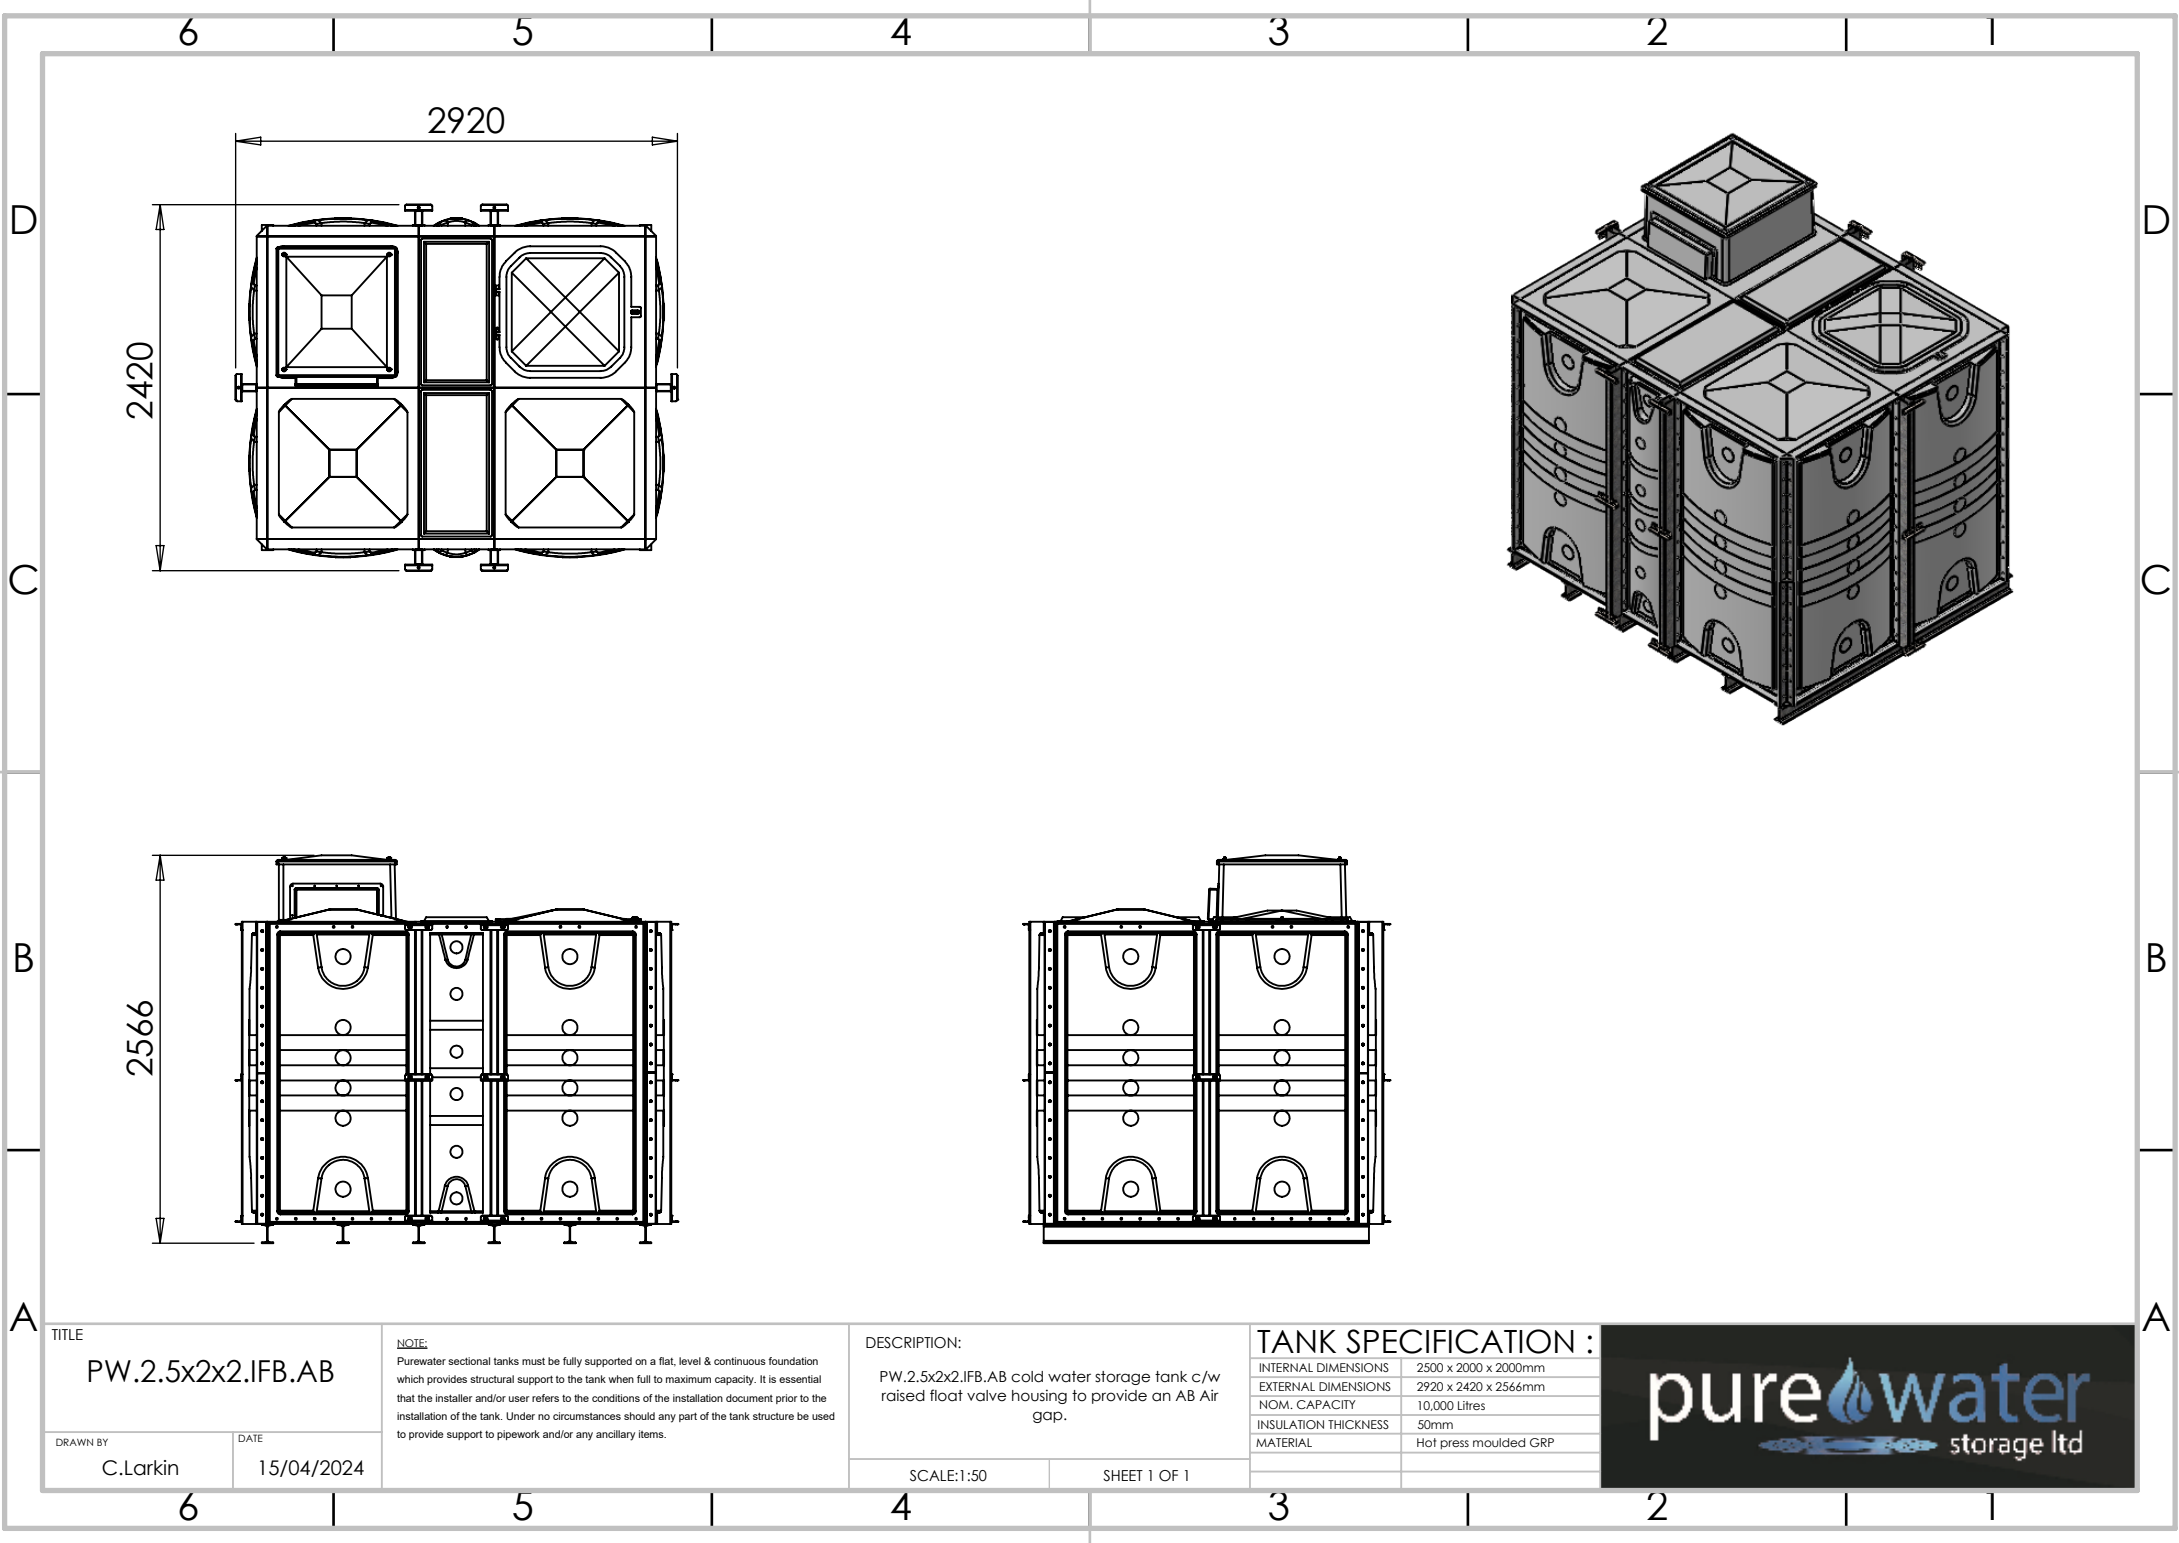 6 5 4 3 2 1
D D
C C
B B
A A
2920
2420
2566
TITLE
PW.2.5x2x2.IFB.AB
DRAWN BY
C.Larkin
DATE
15/04/2024
NOTE:
Purewater sectional tanks must be fully supported on a flat, level & continuous foundation
which provides structural support to the tank when full to maximum capacity. It is essential
that the installer and/or user refers to the conditions of the installation document prior to the
installation of the tank. Under no circumstances should any part of the tank structure be used
to provide support to pipework and/or any ancillary items.
DESCRIPTION:
PW.2.5x2x2.IFB.AB cold water storage tank c/w
raised float valve housing to provide an AB Air
gap.
SCALE:1:50
SHEET 1 OF 1
TANK SPECIFICATION :
INTERNAL DIMENSIONS 2500 x 2000 x 2000mm
EXTERNAL DIMENSIONS 2920 x 2420 x 2566mm
NOM. CAPACITY 10,000 Litres
INSULATION THICKNESS 50mm
MATERIAL Hot press moulded GRP
pure water
storage ltd
6 5 4 3 2 1